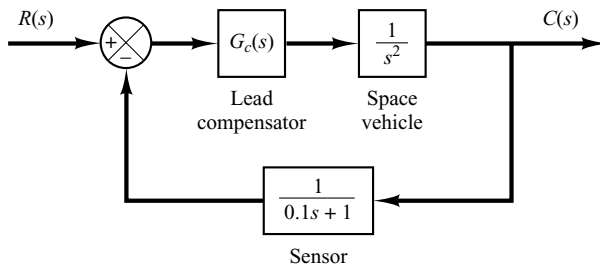 R(s)
C(s)
+
−
G_c(s)
1
s^2
Lead
compensator
Space
vehicle
1
0.1s + 1
Sensor